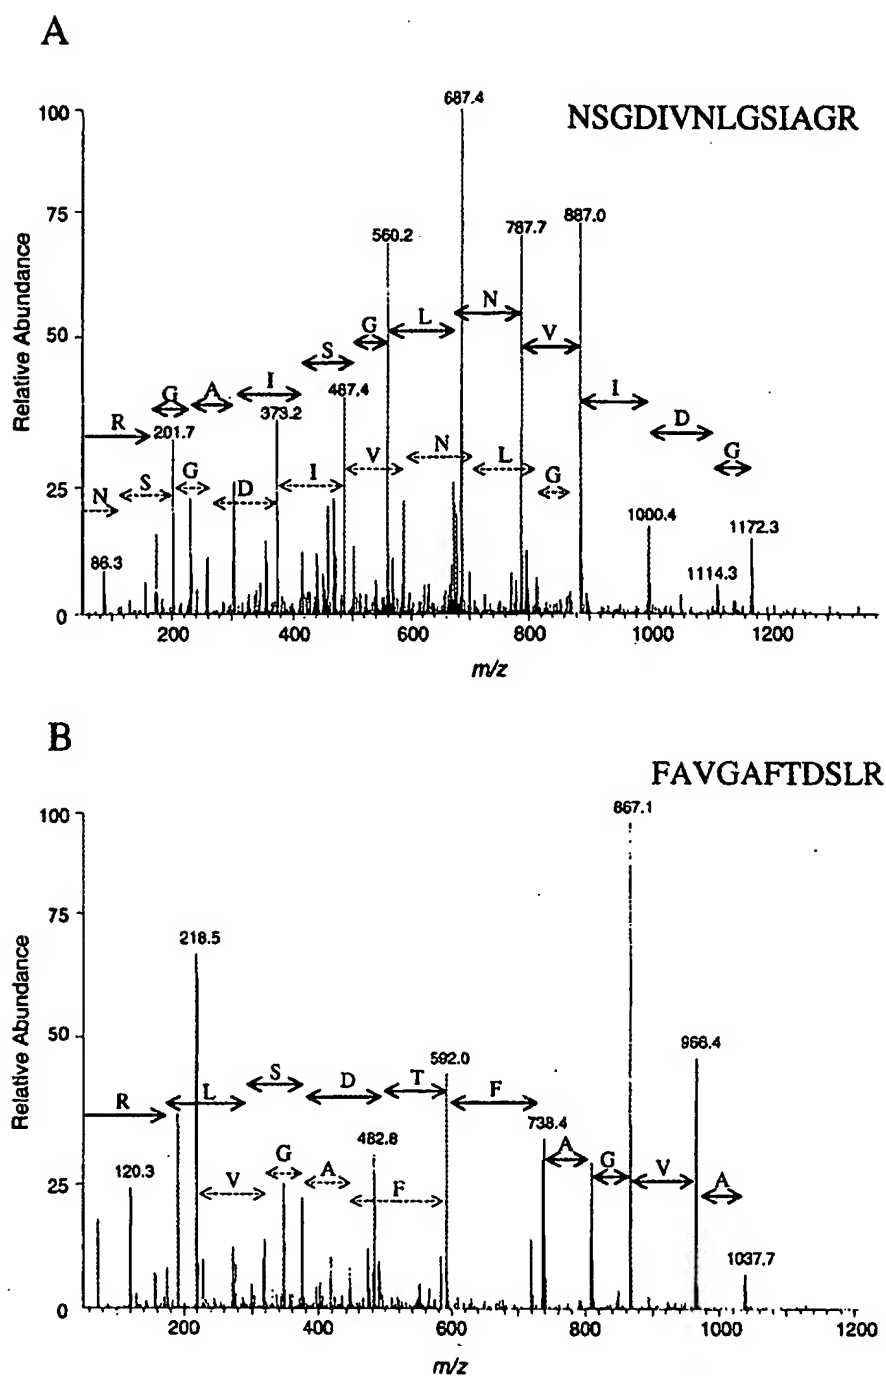 A
687.4
100
NSGDIVNLGSIAGR
75
560.2
787.7
887.0
Relative Abundance
50
R G A I S G L N V I D G
201.7
373.2
487.4
25
N S G D I V N L G
86.3
1000.4
1114.3
1172.3
0
200 400 600 800 1000 1200
m/z
B
FAVGAFTDSLR
867.1
100
75
218.5
Relative Abundance
50
592.0
966.4
R L S D T F A G V A
738.4
482.8
120.3
25
V G A F
1037.7
0
200 400 600 800 1000 1200
m/z